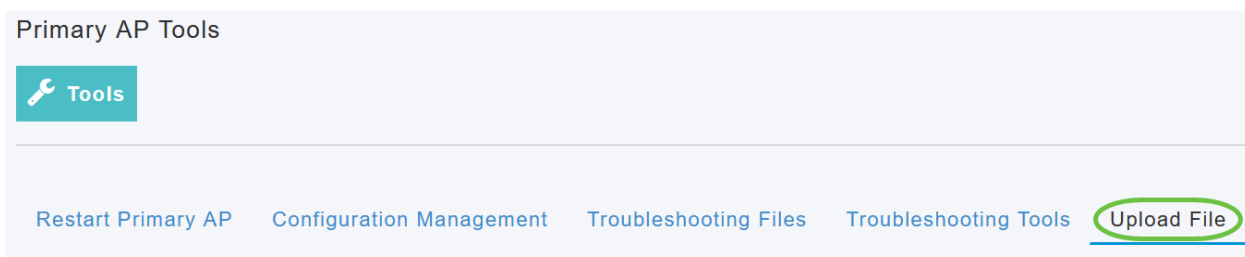 Primary AP Tools
Tools
Restart Primary AP Configuration Management Troubleshooting Files Troubleshooting Tools Upload File